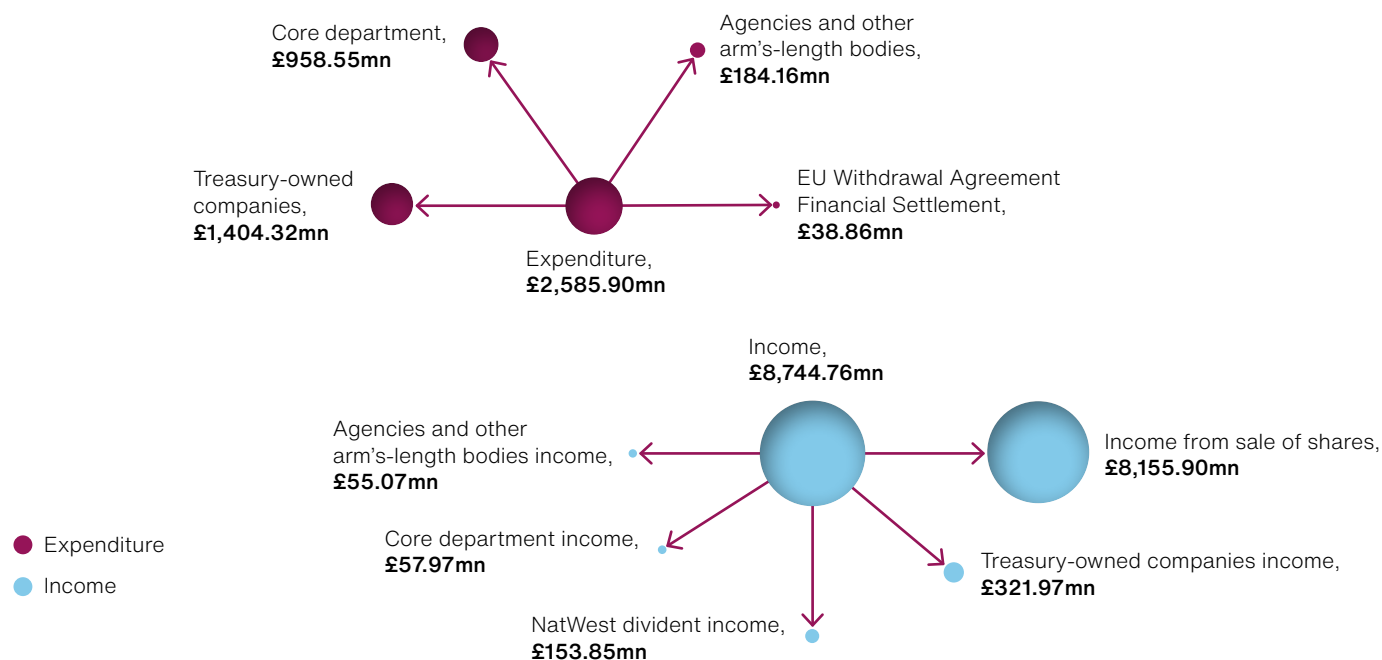 Core department,
£958.55mn
Agencies and other
arm's-length bodies,
£184.16mn
Treasury-owned
companies,
£1,404.32mn
EU Withdrawal Agreement
Financial Settlement,
£38.86mn
Expenditure,
£2,585.90mn
Income,
£8,744.76mn
Agencies and other
arm's-length bodies income,
£55.07mn
Income from sale of shares,
£8,155.90mn
Core department income,
£57.97mn
Treasury-owned companies income,
£321.97mn
NatWest divident income,
£153.85mn
Expenditure
Income